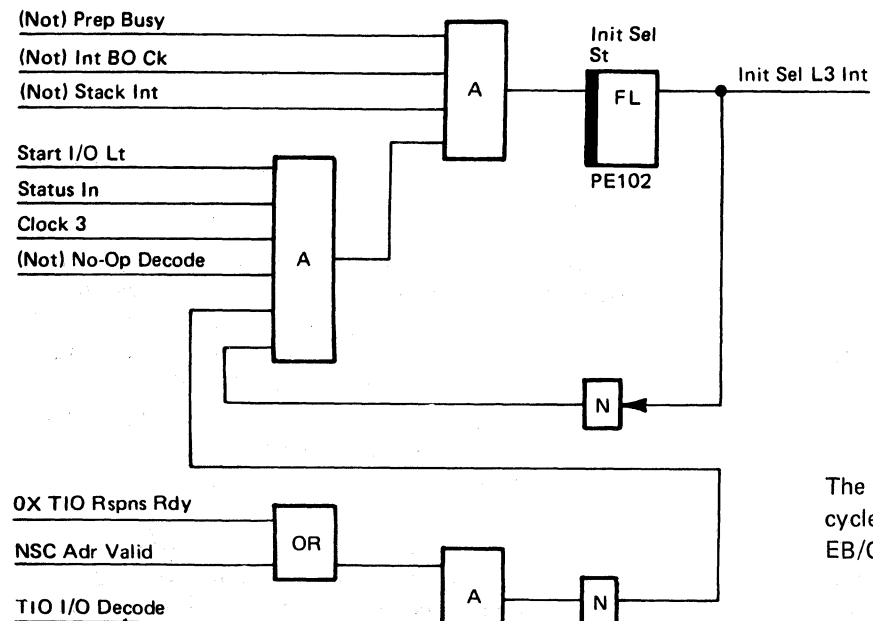 (Not) Prep Busy
(Not) Int BO Ck
(Not) Stack Int
A
Init Sel
St
FL
PE102
Init Sel L3 Int
Start I/O Lt
Status In
Clock 3
(Not) No-Op Decode
A
N
0X TIO Rspns Rdy
NSC Adr Valid
OR
TIO I/O Decode
A
N
The
cycle